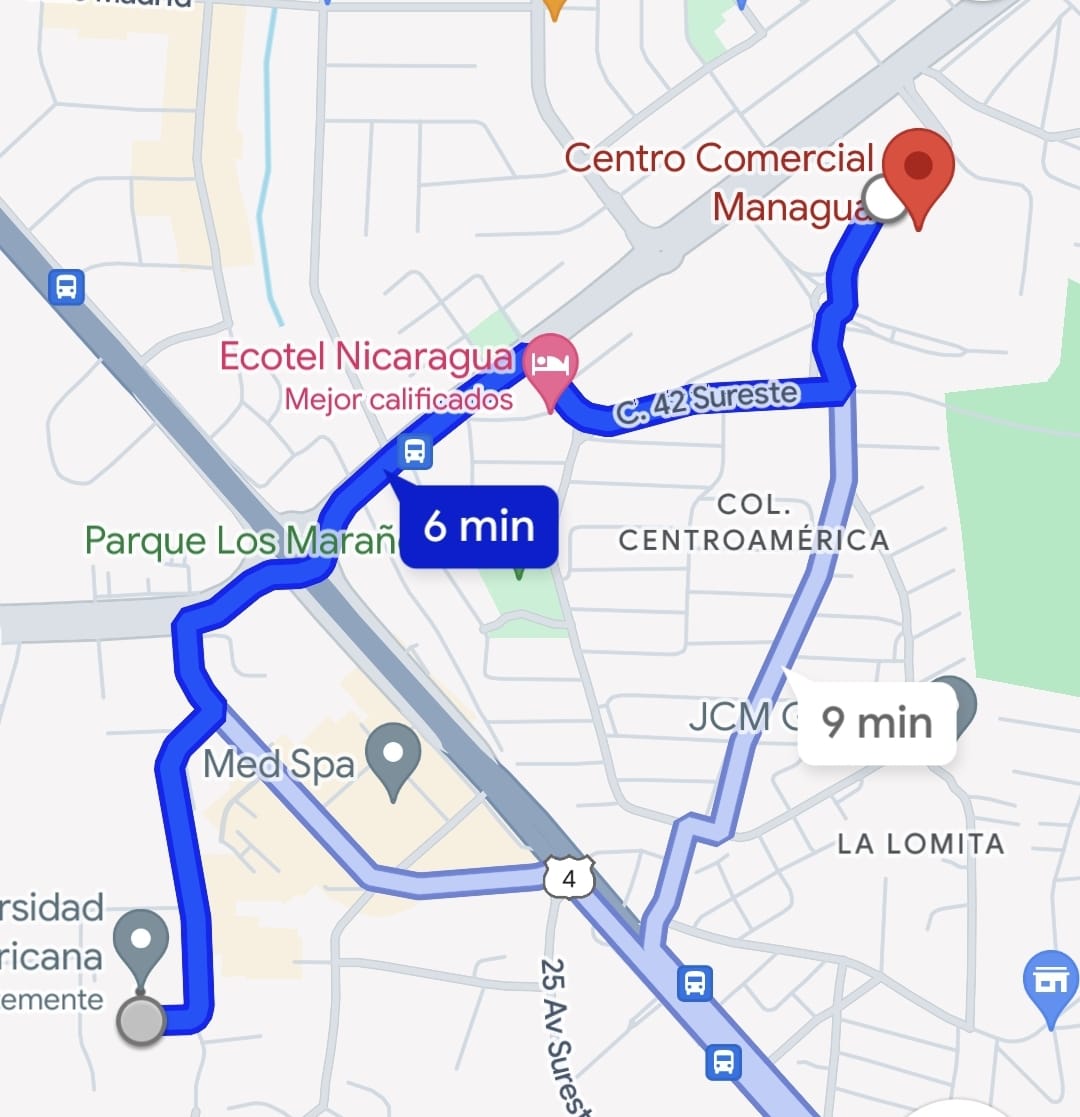 Madrid
Centro Comercial
Managua
Ecotel Nicaragua
Mejor calificados
C. 42 Sureste
6 min
Parque Los Marañ
COL.
CENTROAMÉRICA
JCM
9 min
Med Spa
LA LOMITA
4
rsidad
ricana
emente
25 Av Surest